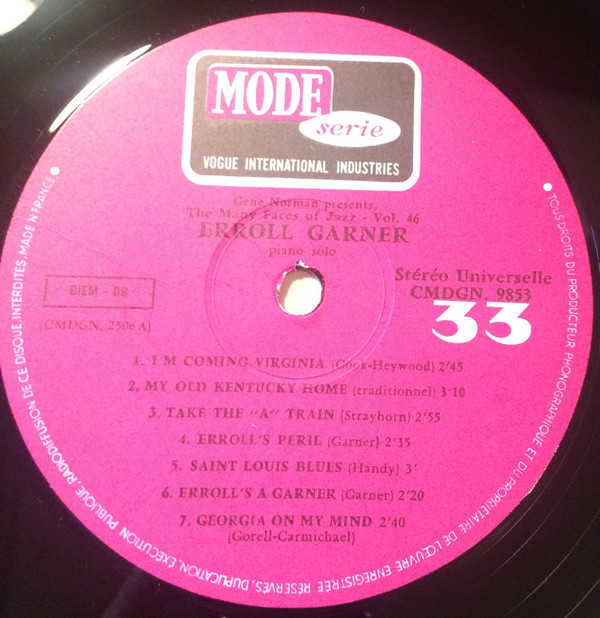 MODE
serie
VOGUE INTERNATIONAL INDUSTRIES
Gene Norman presents,
The Many Faces of Jazz - Vol. 46
ERROLL GARNER
piano solo
BIEM - BB
(CMDGN. 2506 A)
Stéréo Universelle
CMDGN. 9853
33
1. I'M COMING VIRGINIA (Cook-Heywood) 2'45
2. MY OLD KENTUCKY HOME (traditionnel) 3'10
3. TAKE THE "A" TRAIN (Strayhorn) 2'55
4. ERROLL'S PERIL (Garner) 2'35
5. SAINT LOUIS BLUES (Handy) 3'
6. ERROLL'S A GARNER (Garner) 2'20
7. GEORGIA ON MY MIND 2'40
(Gorell-Carmichael)
• TOUS DROITS DU PRODUCTEUR PHONOGRAPHIQUE ET DU PROPRIETAIRE DE L'ŒUVRE ENREGISTREE RESERVES. DUPLICATION, EXECUTION PUBLIQUE, RADIODIFFUSION DE CE DISQUE, INTERDITES. MADE IN FRANCE •